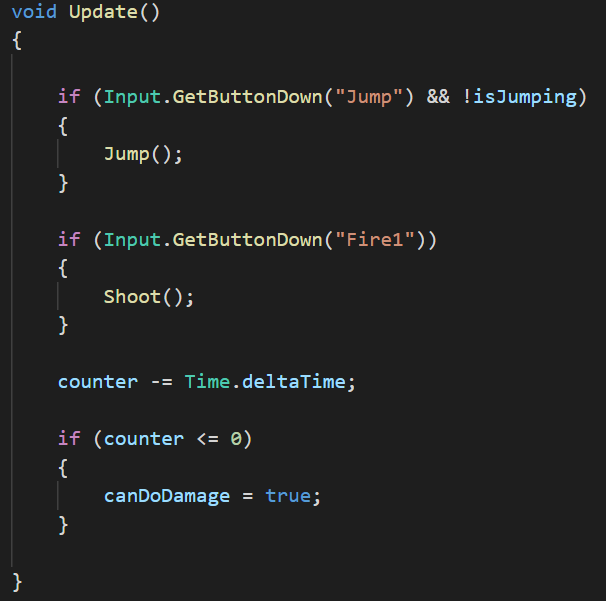 void Update()
{
if (Input.GetButtonDown("Jump") && !isJumping)
{
Jump();
}
if (Input.GetButtonDown("Fire1"))
{
Shoot();
}
counter -= Time.deltaTime;
if (counter <= 0)
{
canDoDamage = true;
}
}